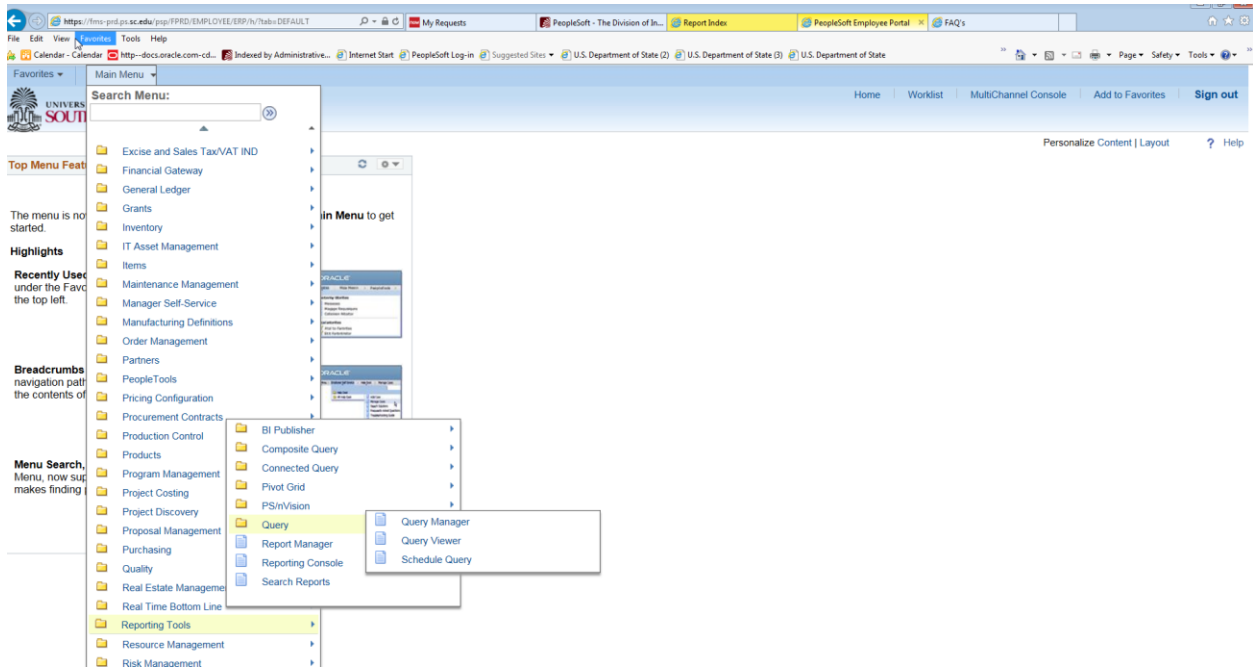 https://fms-prd.ps.sc.edu/psp/FPRD/EMPLOYEE/ERP/h/?tab=DEFAULT
My Requests
PeopleSoft - The Division of In...
Report Index
PeopleSoft Employee Portal
FAQ's
File Edit View Favorites Tools Help
Calendar - Calendar
http--docs.oracle.com-cd...
Indexed by Administrative...
Internet Start
PeopleSoft Log-in
Suggested Sites
U.S. Department of State (2)
U.S. Department of State (3)
U.S. Department of State
Page Safety Tools
Favorites Main Menu
UNIVERS
SOUT
Home Worklist MultiChannel Console Add to Favorites Sign out
Personalize Content | Layout ? Help
Search Menu:
Top Menu Feat
The menu is no
in Menu to get
started.
Highlights
Recently Used
under the Favo
the top left.
Breadcrumbs
navigation path
the contents of
Menu Search,
Menu, now sup
makes finding
Excise and Sales Tax/VAT IND
Financial Gateway
General Ledger
Grants
Inventory
IT Asset Management
Items
Maintenance Management
Manager Self-Service
Manufacturing Definitions
Order Management
Partners
PeopleTools
Pricing Configuration
Procurement Contracts
Production Control
Products
Program Management
Project Costing
Project Discovery
Proposal Management
Purchasing
Quality
Real Estate Manageme
Real Time Bottom Line
Reporting Tools
Resource Management
Risk Management
BI Publisher
Composite Query
Connected Query
Pivot Grid
PS/nVision
Query
Report Manager
Reporting Console
Search Reports
Query Manager
Query Viewer
Schedule Query